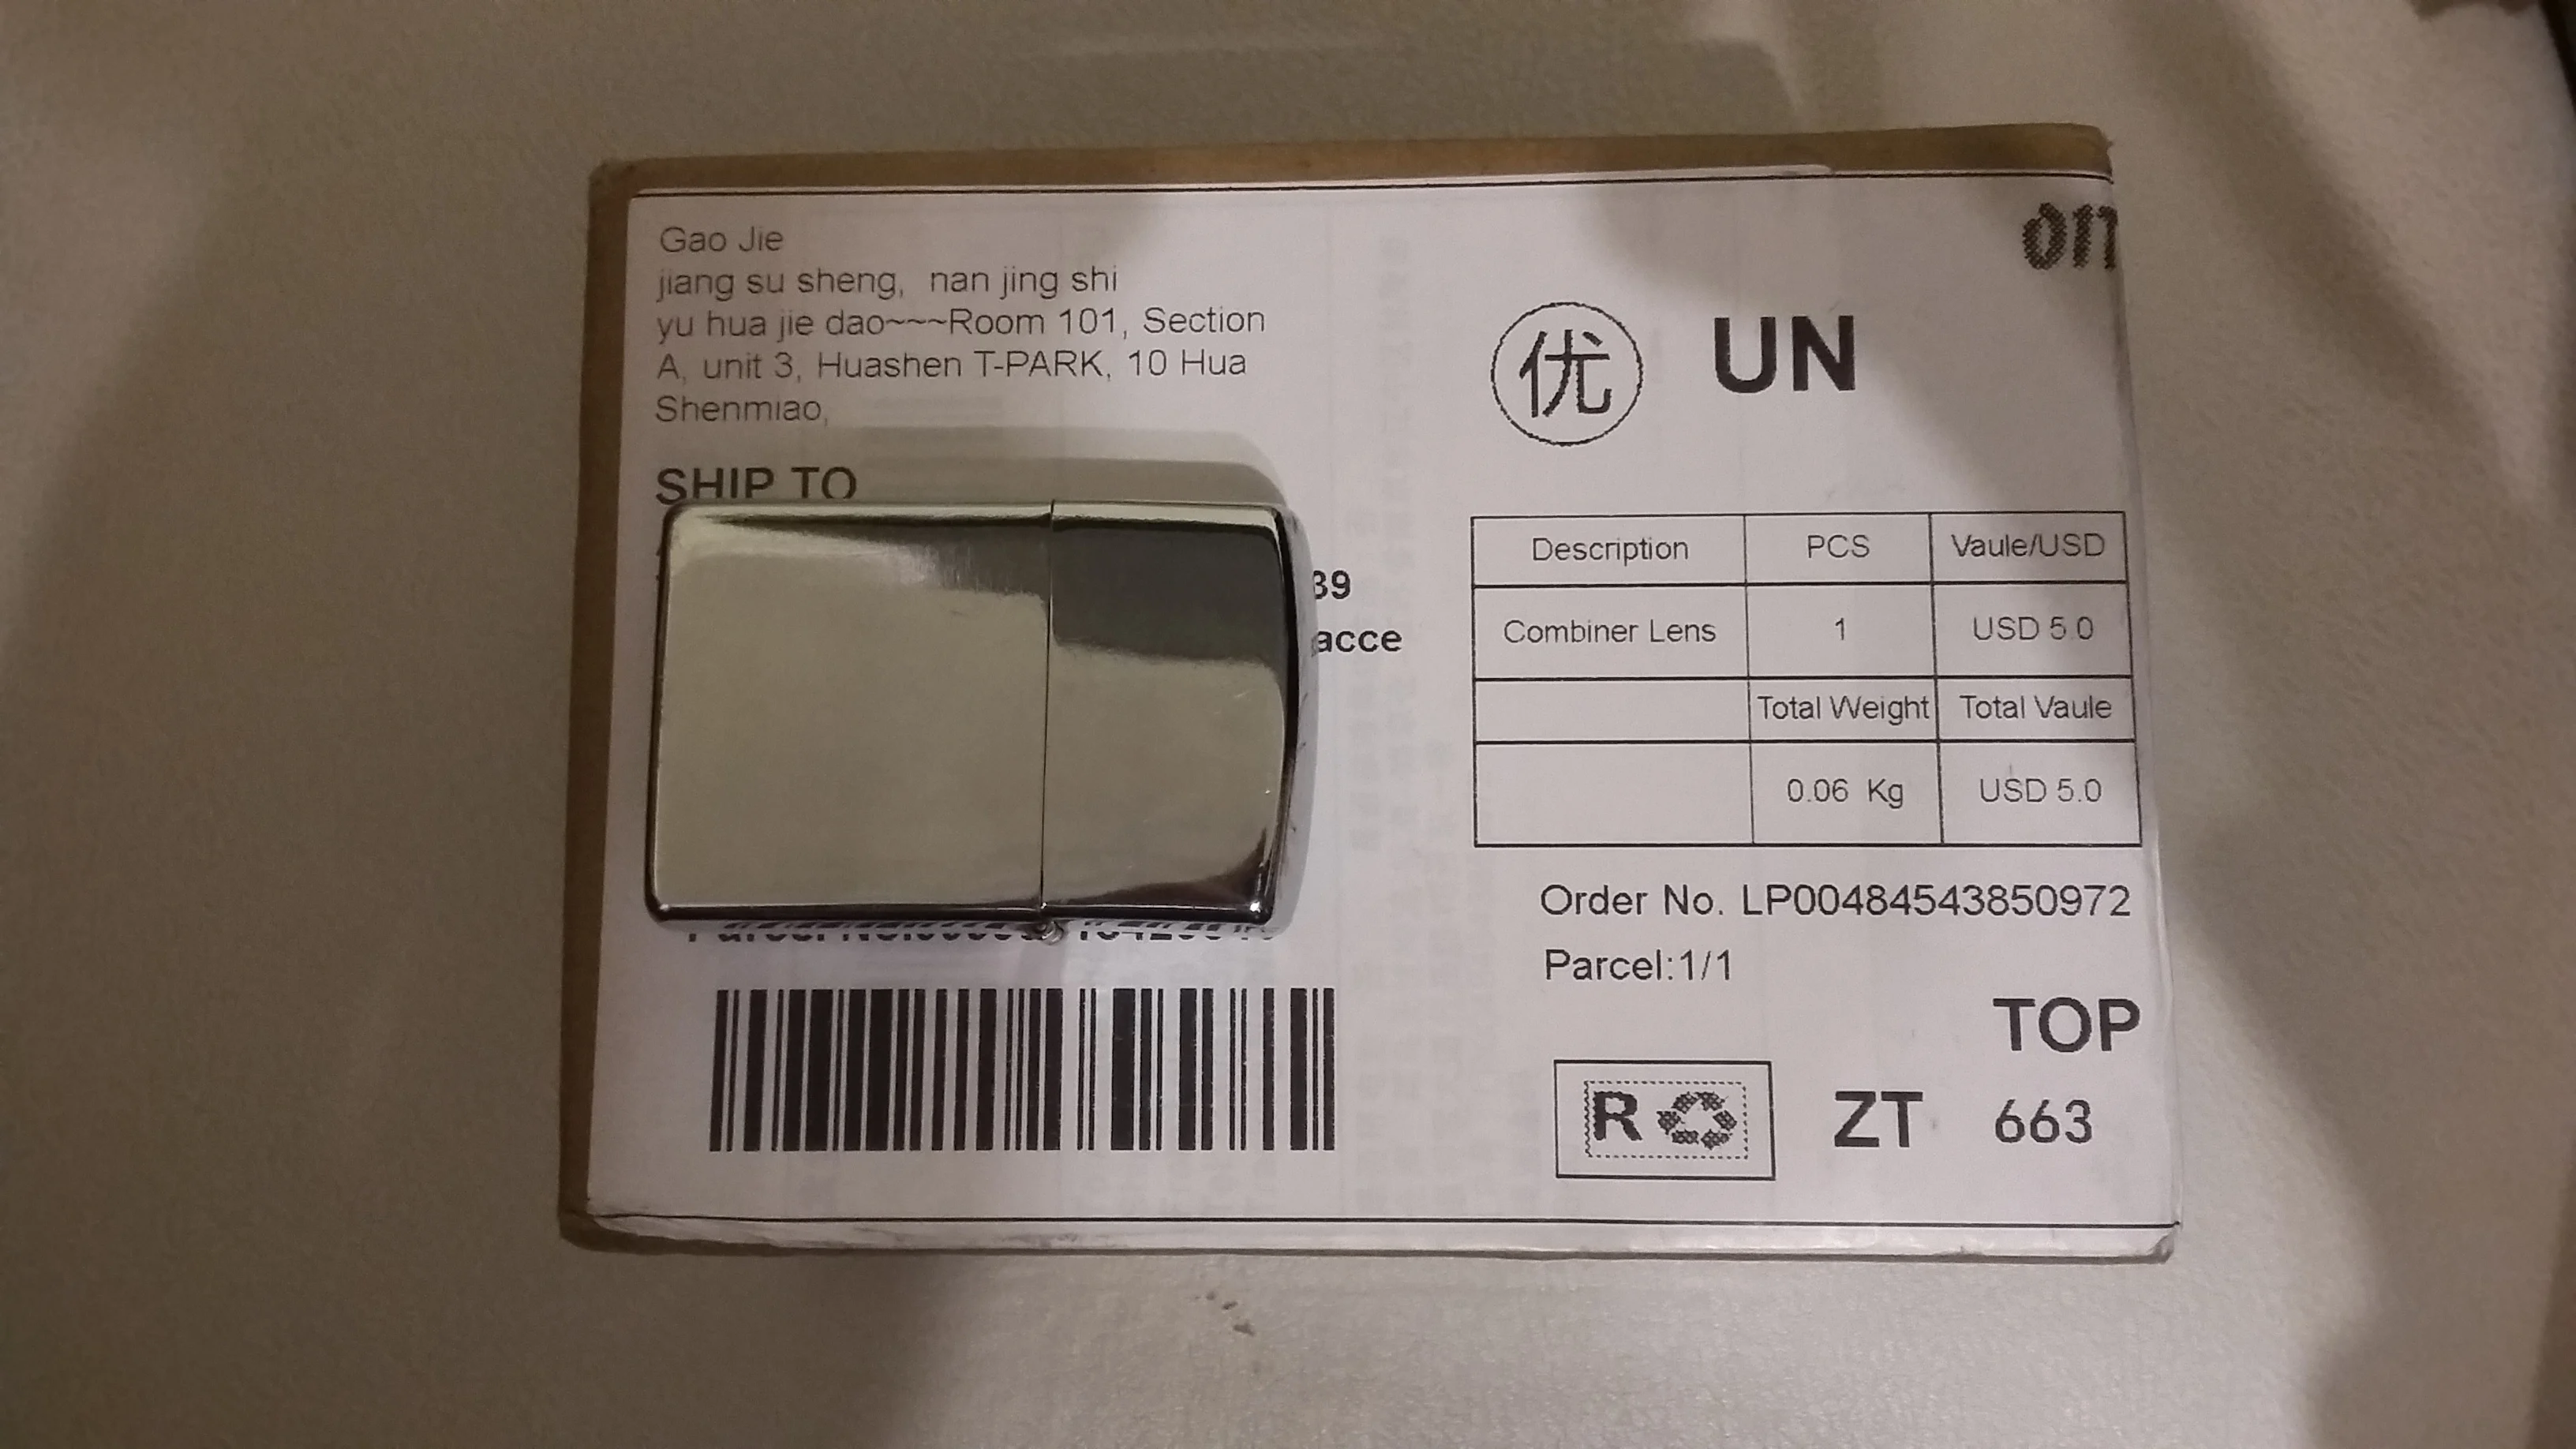 Gao Jie
jiang su sheng, nan jing shi
yu hua jie dao~~~Room 101, Section
A, unit 3, Huashen T-PARK, 10 Hua
Shenmiao,
SHIP TO
39
acce
优 UN
Description PCS Vaule/USD
Combiner Lens 1 USD 5.0
Total Weight Total Vaule
0.06 Kg USD 5.0
Order No. LP00484543850972
Parcel:1/1
TOP
R ZT 663